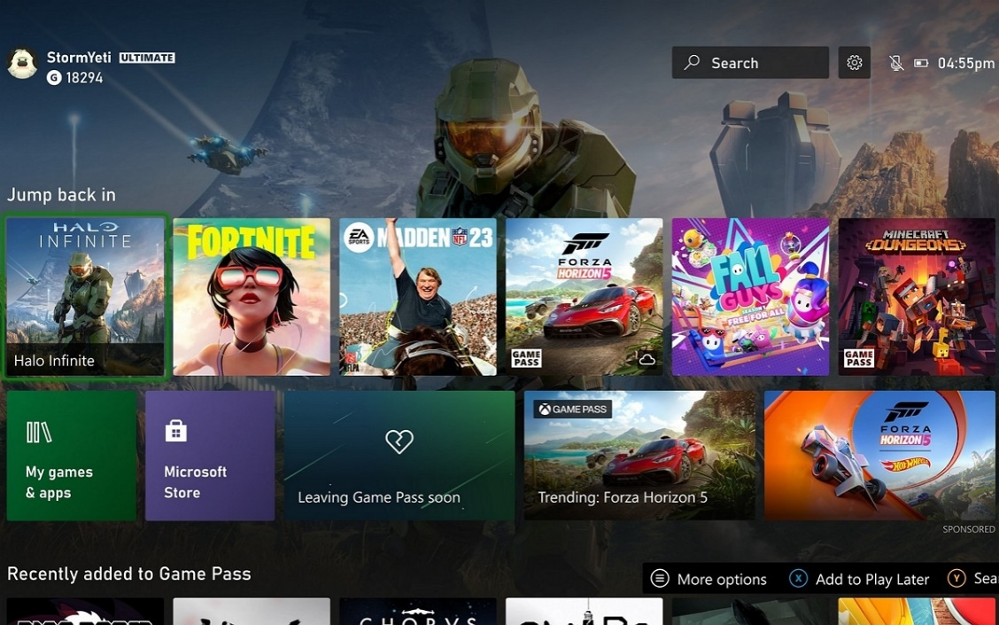 StormYeti ULTIMATE
G 18294
Search
04:55pm
Jump back in
HALO
INFINITE
Halo Infinite
FORTNITE
EA
SPORTS
MADDEN NFL 23
NFLPA
FORZA
HORIZON 5
GAME
PASS
FALL
GUYS
FREE FOR ALL
MINECRAFT
DUNGEONS
GAME
PASS
My games
& apps
Microsoft
Store
Leaving Game Pass soon
GAME PASS
Trending: Forza Horizon 5
FORZA
HORIZON 5
HOT WHEELS
SPONSORED
Recently added to Game Pass
More options
X Add to Play Later
Y
CHORVS